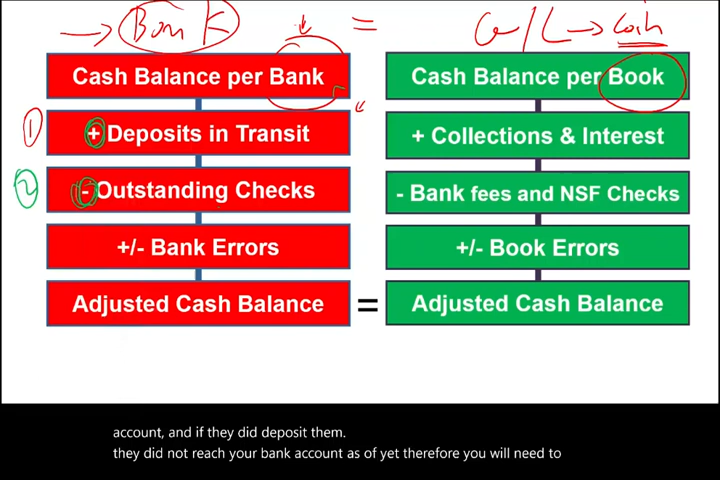 → Bank = G/L → Cash
Cash Balance per Bank
Cash Balance per Book
1 + Deposits in Transit
+ Collections & Interest
2 - Outstanding Checks
- Bank fees and NSF Checks
+/- Bank Errors
+/- Book Errors
Adjusted Cash Balance = Adjusted Cash Balance
account, and if they did deposit them.
they did not reach your bank account as of yet therefore you will need to